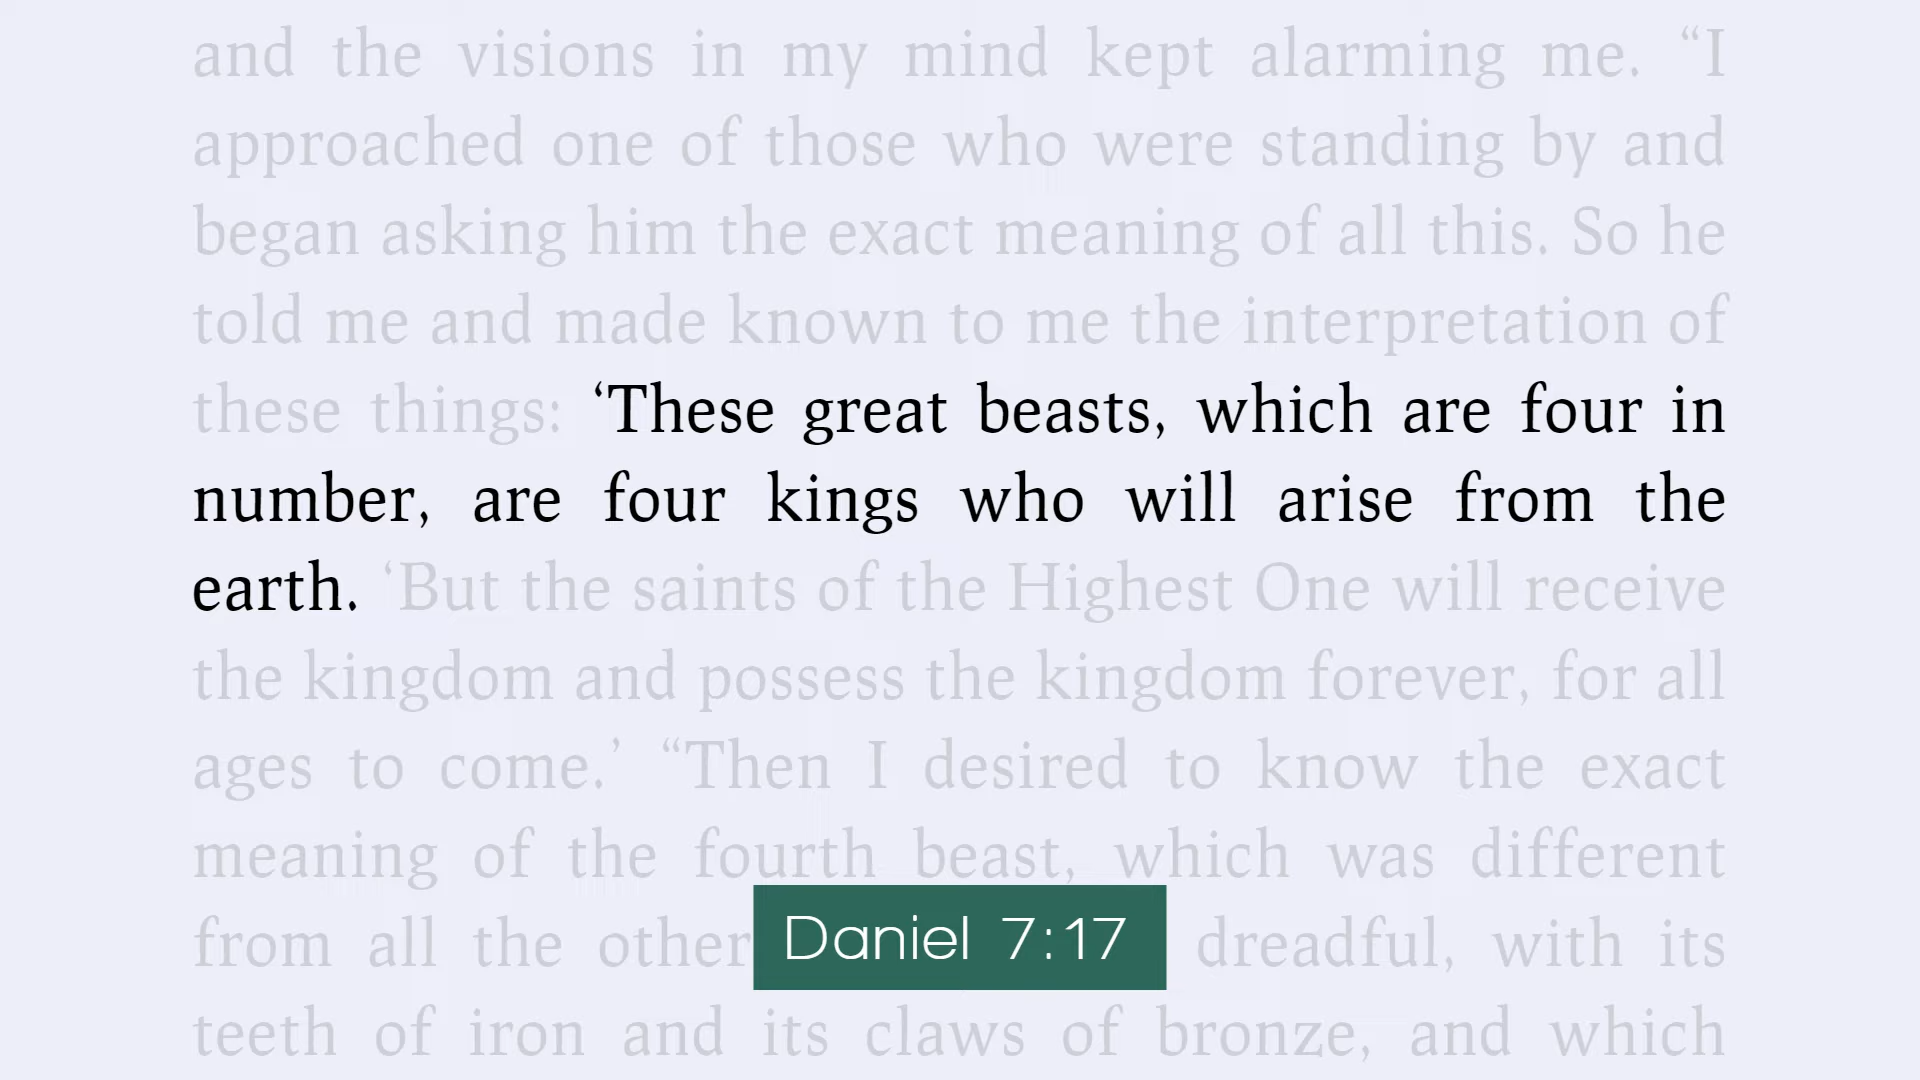 and the visions in my mind kept alarming me. “I
approached one of those who were standing by and
began asking him the exact meaning of all this. So he
told me and made known to me the interpretation of
these things: ‘These great beasts, which are four in
number, are four kings who will arise from the
earth. ‘But the saints of the Highest One will receive
the kingdom and possess the kingdom forever, for all
ages to come.’ “Then I desired to know the exact
meaning of the fourth beast, which was different
from all the other dreadful, with its
Daniel 7:17
teeth of iron and its claws of bronze, and which